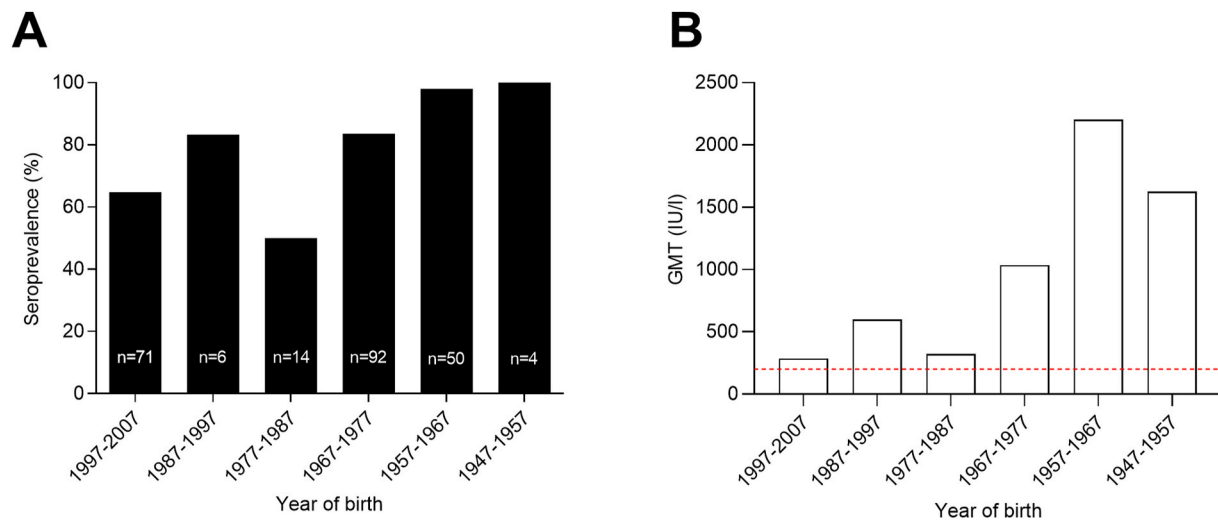 A
Seroprevalence (%)
100
80
60
40
20
0
n=71
n=6
n=14
n=92
n=50
n=4
1997-2007
1987-1997
1977-1987
1967-1977
1957-1967
1947-1957
Year of birth
B
GMT (IU/l)
2500
2000
1500
1000
500
0
1997-2007
1987-1997
1977-1987
1967-1977
1957-1967
1947-1957
Year of birth